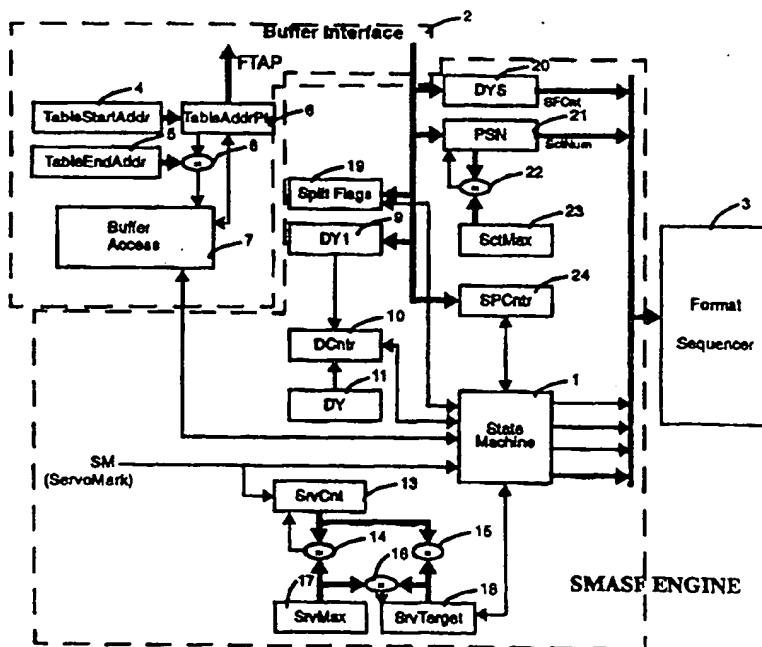 2
Buffer Interface
FTAP
4
TableStartAddr
TableAddrPt
6
5
TableEndAddr
=
8
Buffer
Access
7
20
DYS
SFCnt
PSN
21
SctNum
=
22
23
SctMax
19
Split Flags
9
DY1
24
SPCntr
10
DCntr
11
DY
1
State
Machine
3
Format
Sequencer
SM
(ServoMark)
SrvCnt
13
=
14
=
15
=
16
17
SrvMax
SrvTarget
18
SMASF ENGINE